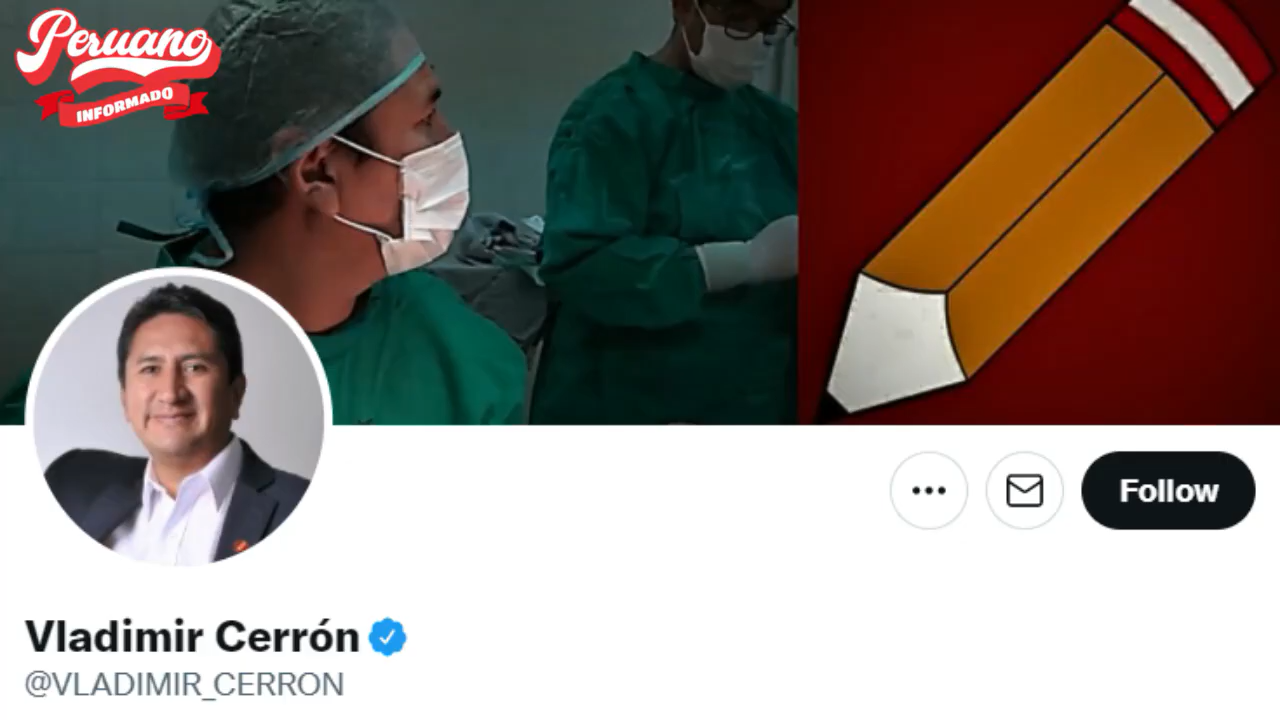 Peruano
INFORMADO
Follow
Vladimir Cerrón
@VLADIMIR_CERRON